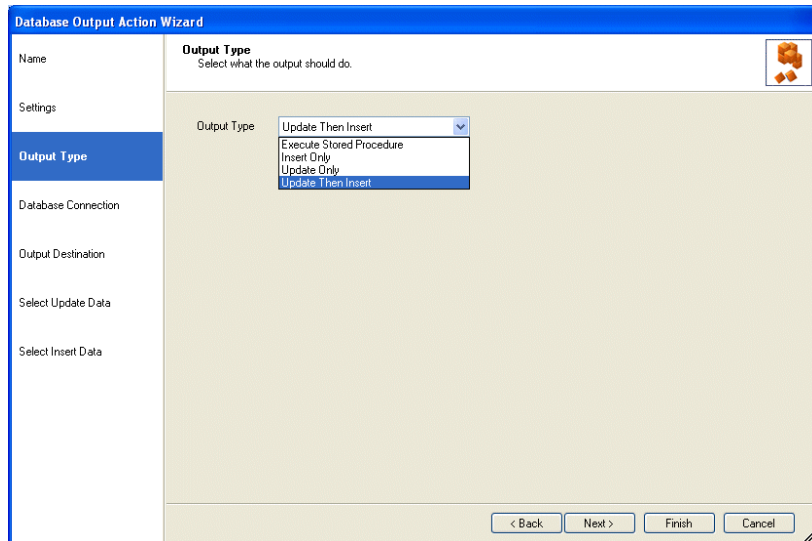 Database Output Action Wizard
Name
Settings
Output Type
Database Connection
Output Destination
Select Update Data
Select Insert Data
Output Type
Select what the output should do.
Output Type
Update Then Insert
Execute Stored Procedure
Insert Only
Update Only
Update Then Insert
< Back
Next >
Finish
Cancel